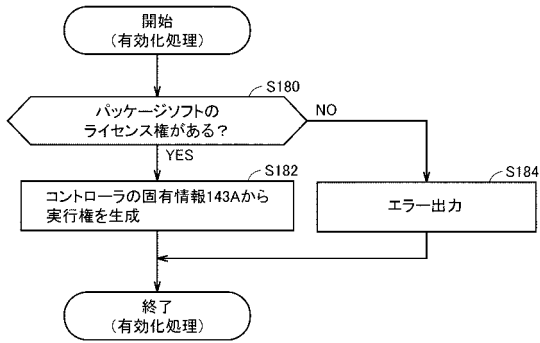 開始
(有効化処理)
S180
パッケージソフトの
ライセンス権がある?
NO
YES
S182
コントローラの固有情報143Aから
実行権を生成
S184
エラー出力
終了
(有効化処理)